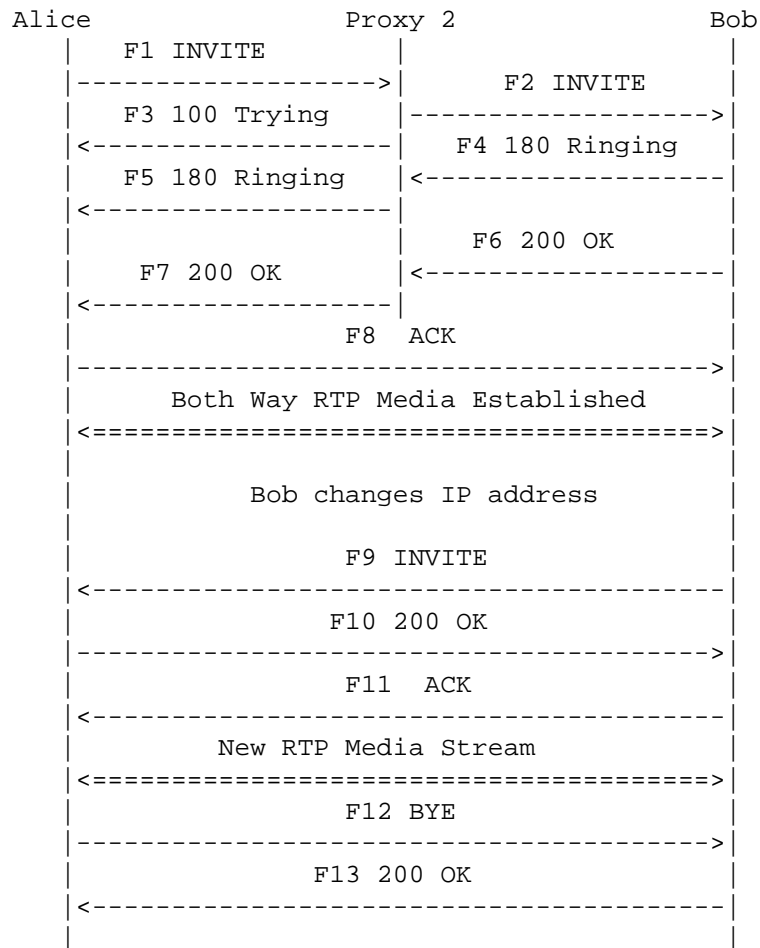 Alice Proxy 2 Bob
F1 INVITE
F2 INVITE
F3 100 Trying
F4 180 Ringing
F5 180 Ringing
F6 200 OK
F7 200 OK
F8 ACK
Both Way RTP Media Established
Bob changes IP address
F9 INVITE
F10 200 OK
F11 ACK
New RTP Media Stream
F12 BYE
F13 200 OK